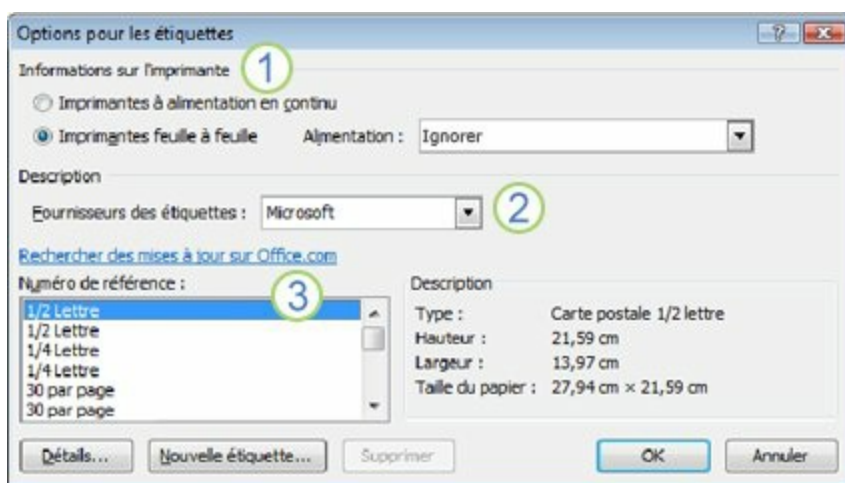 Options pour les étiquettes
Informations sur l'imprimante 1
Imprimantes à alimentation en continu
Imprimantes feuille à feuille Alimentation : Ignorer
Description
Fournisseurs des étiquettes : Microsoft 2
Rechercher des mises à jour sur Office.com
Numéro de référence : 3
1/2 Lettre
1/2 Lettre
1/4 Lettre
1/4 Lettre
30 par page
30 par page
Description
Type : Carte postale 1/2 lettre
Hauteur : 21,59 cm
Largeur : 13,97 cm
Taille du papier : 27,94 cm × 21,59 cm
Détails... Nouvelle étiquette... Supprimer OK Annuler